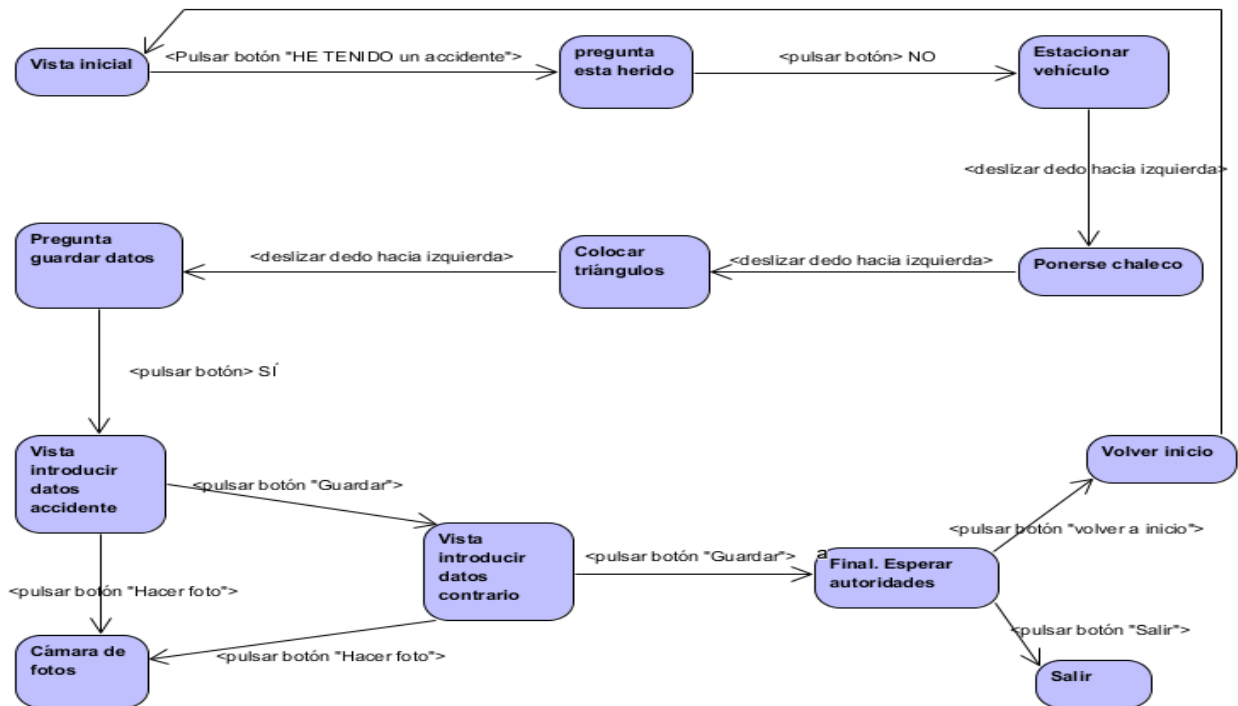 Vista inicial
<Pulsar botón "HE TENIDO un accidente">
pregunta
esta herido
<pulsar botón> NO
Estacionar
vehículo
<deslizar dedo hacia izquierda>
Ponerse chaleco
<deslizar dedo hacia izquierda>
Colocar
triángulos
<deslizar dedo hacia izquierda>
Pregunta
guardar datos
<pulsar botón> SÍ
Vista
introducir
datos
accidente
<pulsar botón "Guardar">
<pulsar botón "Hacer foto">
Vista
introducir
datos
contrario
<pulsar botón "Hacer foto">
Cámara de
fotos
<pulsar botón "Guardar">
a
Final. Esperar
autoridades
<pulsar botón "volver a inicio">
Volver inicio
<pulsar botón "Salir">
Salir